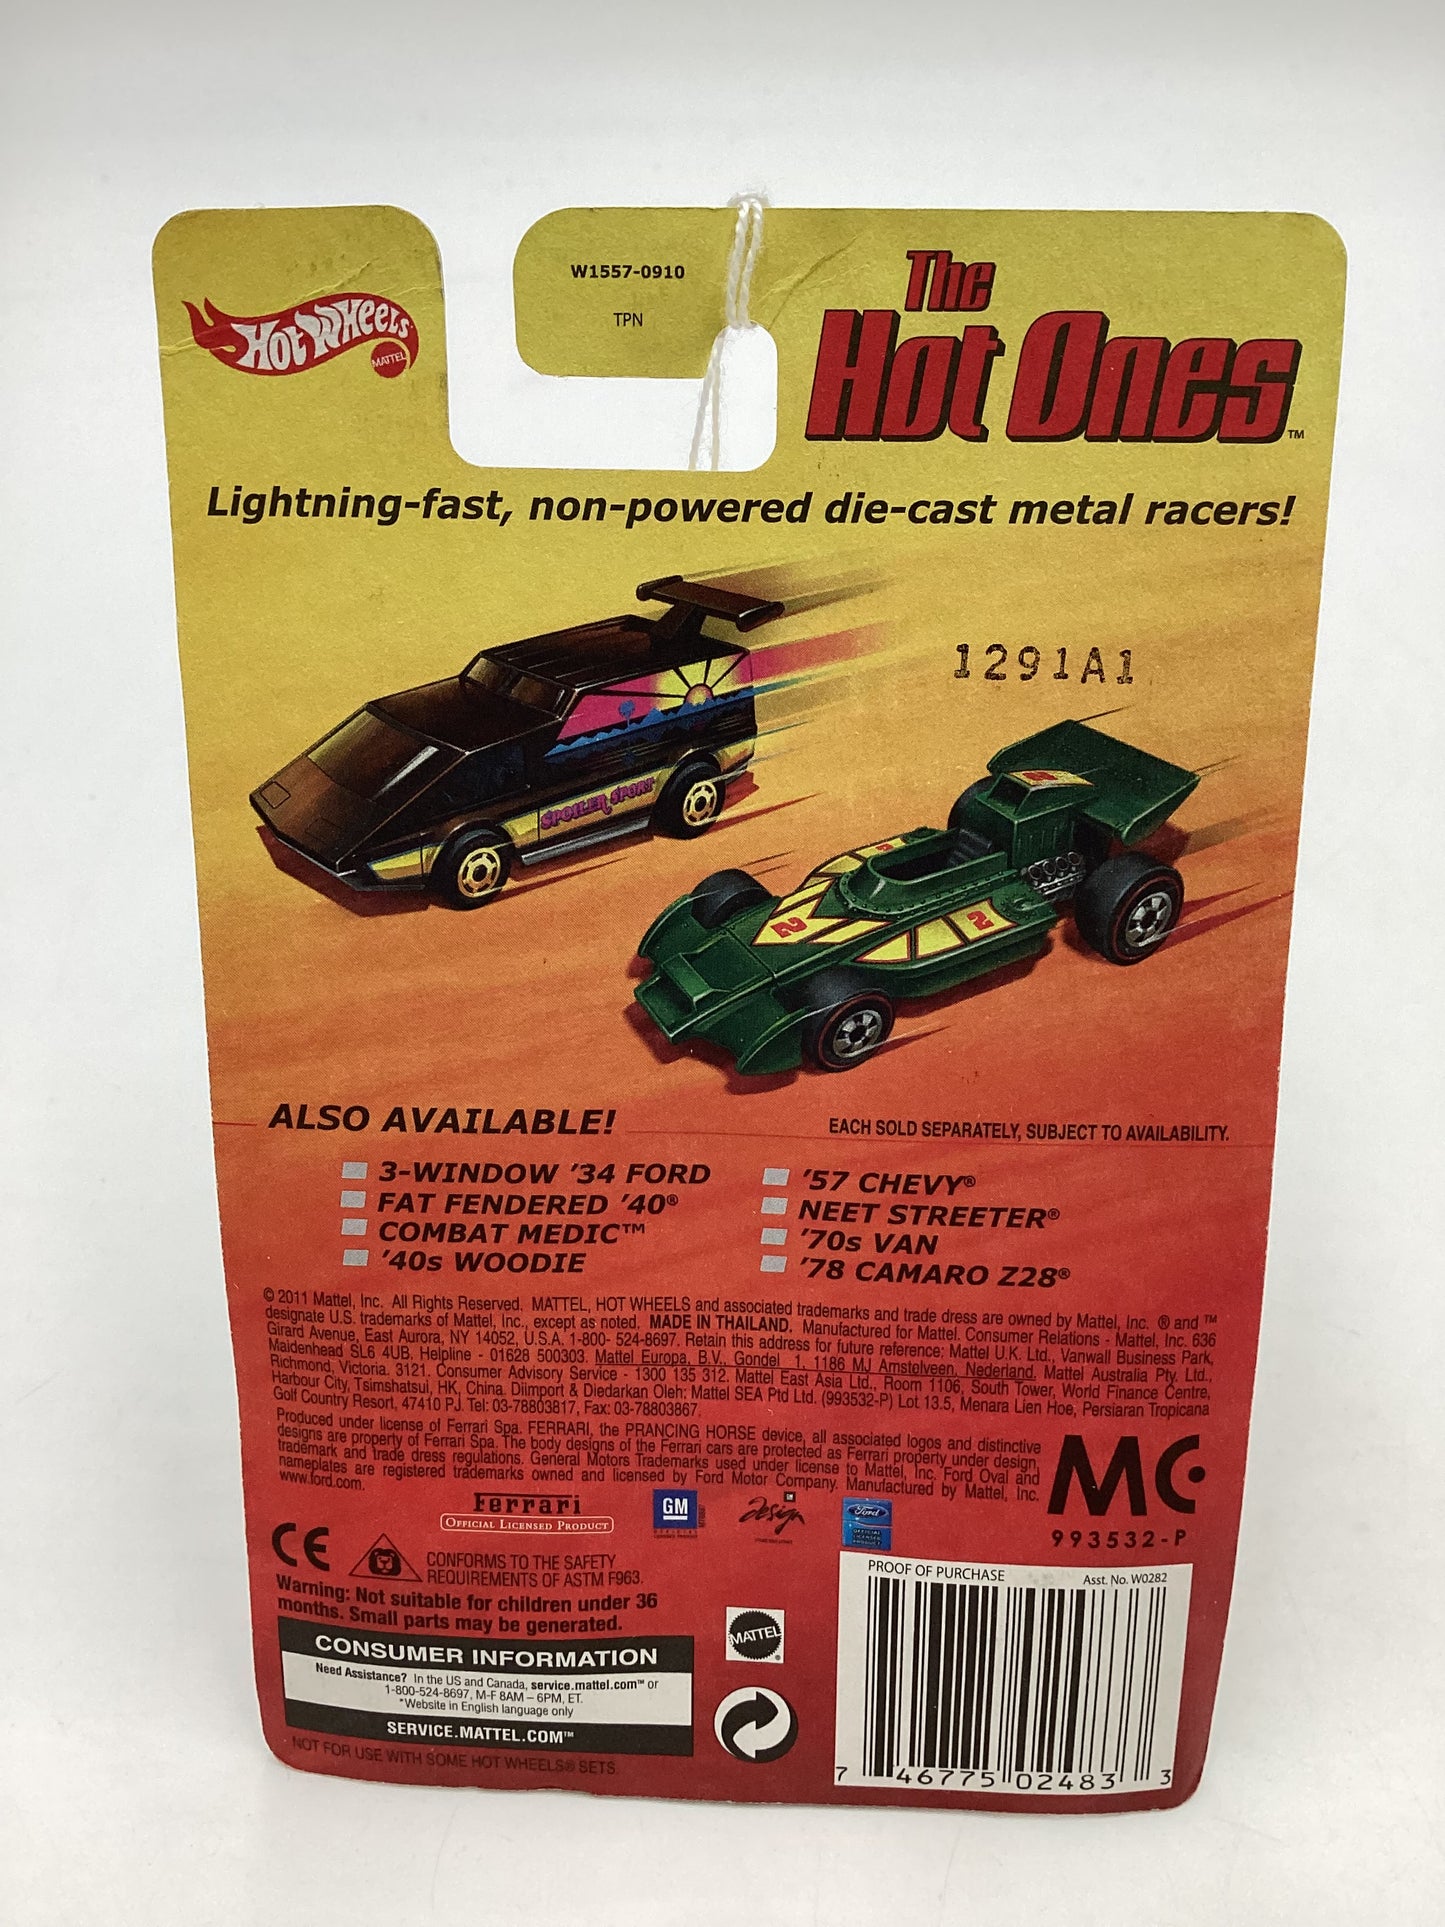 W1557-0910
TPN
HOT WHEELS
MATTEL
The
Hot Ones™
Lightning-fast, non-powered die-cast metal racers!
1291A1
SPOILER SPORT
2
2
2
2
ALSO AVAILABLE!
EACH SOLD SEPARATELY, SUBJECT TO AVAILABILITY.
3-WINDOW '34 FORD
FAT FENDERED '40®
COMBAT MEDIC™
'40s WOODIE
'57 CHEVY®
NEET STREETER®
'70s VAN
'78 CAMARO Z28®
© 2011 Mattel, Inc. All Rights Reserved. MATTEL, HOT WHEELS and associated trademarks and trade dress are owned by Mattel, Inc. ® and ™
designate U.S. trademarks of Mattel, Inc., except as noted. MADE IN THAILAND. Manufactured for Mattel. Consumer Relations - Mattel, Inc. 636
Girard Avenue, East Aurora, NY 14052, U.S.A. 1-800- 524-8697. Retain this address for future reference: Mattel U.K. Ltd., Vanwall Business Park,
Maidenhead SL6 4UB, Helpline - 01628 500303. Mattel Europa, B.V., Gondel 1, 1186 MJ Amstelveen, Nederland. Mattel Australia Pty. Ltd.,
Richmond, Victoria. 3121. Consumer Advisory Service - 1300 135 312. Mattel East Asia Ltd., Room 1106, South Tower, World Finance Centre,
Harbour City, Tsimshatsui, HK, China. Diimport & Diedarkan Oleh: Mattel SEA Ptd Ltd. (993532-P) Lot 13.5, Menara Lien Hoe, Persiaran Tropicana
Golf Country Resort, 47410 PJ. Tel: 03-78803817, Fax: 03-78803867.
Produced under license of Ferrari Spa. FERRARI, the PRANCING HORSE device, all associated logos and distinctive
designs are property of Ferrari Spa. The body designs of the Ferrari cars are protected as Ferrari property under design,
trademark and trade dress regulations. General Motors Trademarks used under license to Mattel, Inc. Ford Oval and
nameplates are registered trademarks owned and licensed by Ford Motor Company. Manufactured by Mattel, Inc.
www.ford.com.
MC
993532-P
Ferrari
OFFICIAL LICENSED PRODUCT
GM
Design
Ford
OFFICIAL
LICENSED
PRODUCT
CE
CONFORMS TO THE SAFETY
REQUIREMENTS OF ASTM F963.
Warning: Not suitable for children under 36
months. Small parts may be generated.
CONSUMER INFORMATION
Need Assistance? In the US and Canada, service.mattel.com™ or
1-800-524-8697, M-F 8AM – 6PM, ET.
*Website in English language only
SERVICE.MATTEL.COM™
NOT FOR USE WITH SOME HOT WHEELS® SETS.
MATTEL®
PROOF OF PURCHASE
Asst. No. W0282
7 46775 02483 3